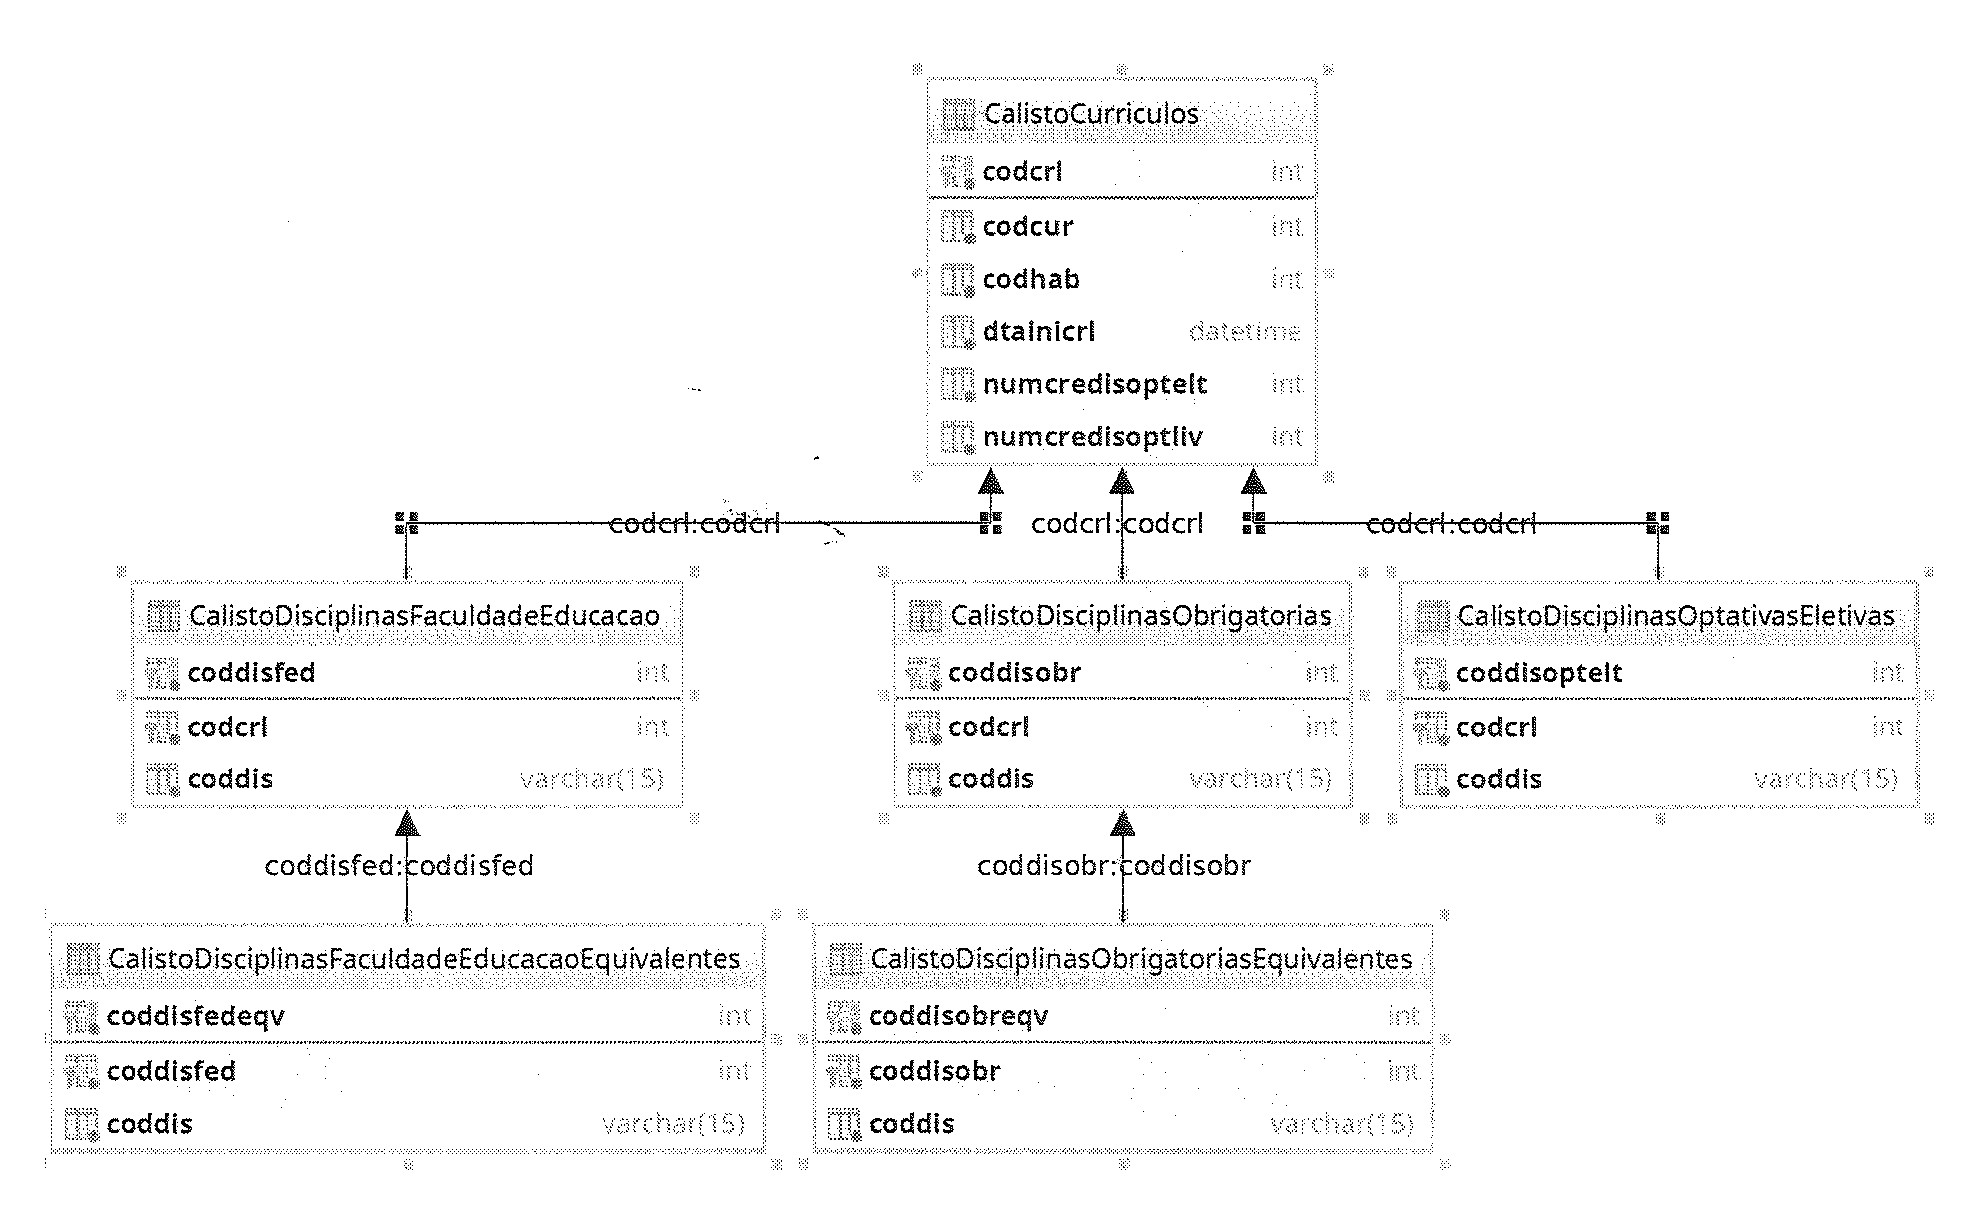 CalistoCurriculos
codcrl int
codcur int
codhab int
dtainicrl datetime
numcredisoptelt int
numcredisoptliv int
codcrl:codcrl codcrl:codcrl codcrl:codcrl
CalistoDisciplinasFaculdadeEducacao
coddisfed int
codcrl int
coddis varchar(15)
CalistoDisciplinasObrigatorias
coddisobr int
codcrl int
coddis varchar(15)
CalistoDisciplinasOptativasEletivas
coddisoptelt int
codcrl int
coddis varchar(15)
coddisfed:coddisfed coddisobr:coddisobr
CalistoDisciplinasFaculdadeEducacaoEquivalentes
coddisfedeqv int
coddisfed int
coddis varchar(15)
CalistoDisciplinasObrigatoriasEquivalentes
coddisobreqv int
coddisobr int
coddis varchar(15)